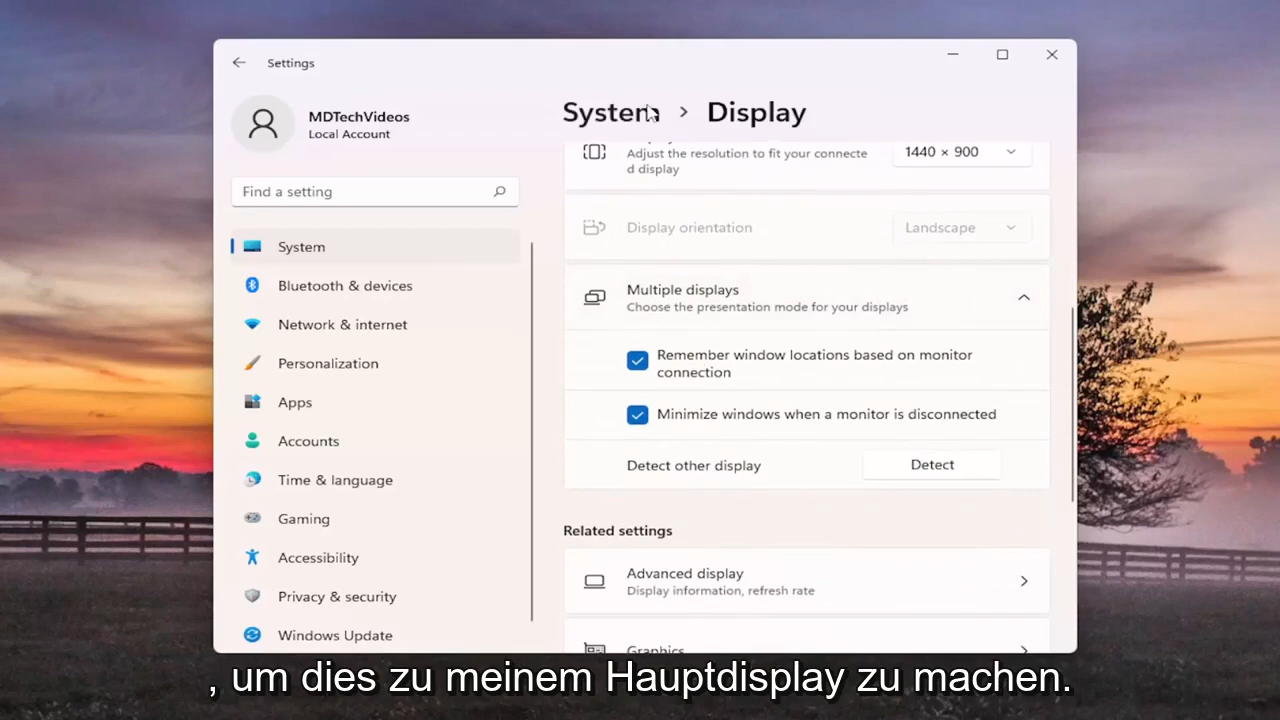 Settings
MDTechVideos
Local Account
Find a setting
System
Bluetooth & devices
Network & internet
Personalization
Apps
Accounts
Time & language
Gaming
Accessibility
Privacy & security
Windows Update
System > Display
Adjust the resolution to fit your connecte
d display
1440 × 900
Display orientation
Landscape
Multiple displays
Choose the presentation mode for your displays
Remember window locations based on monitor
connection
Minimize windows when a monitor is disconnected
Detect other display
Detect
Related settings
Advanced display
Display information, refresh rate
Graphics
, um dies zu meinem Hauptdisplay zu machen.